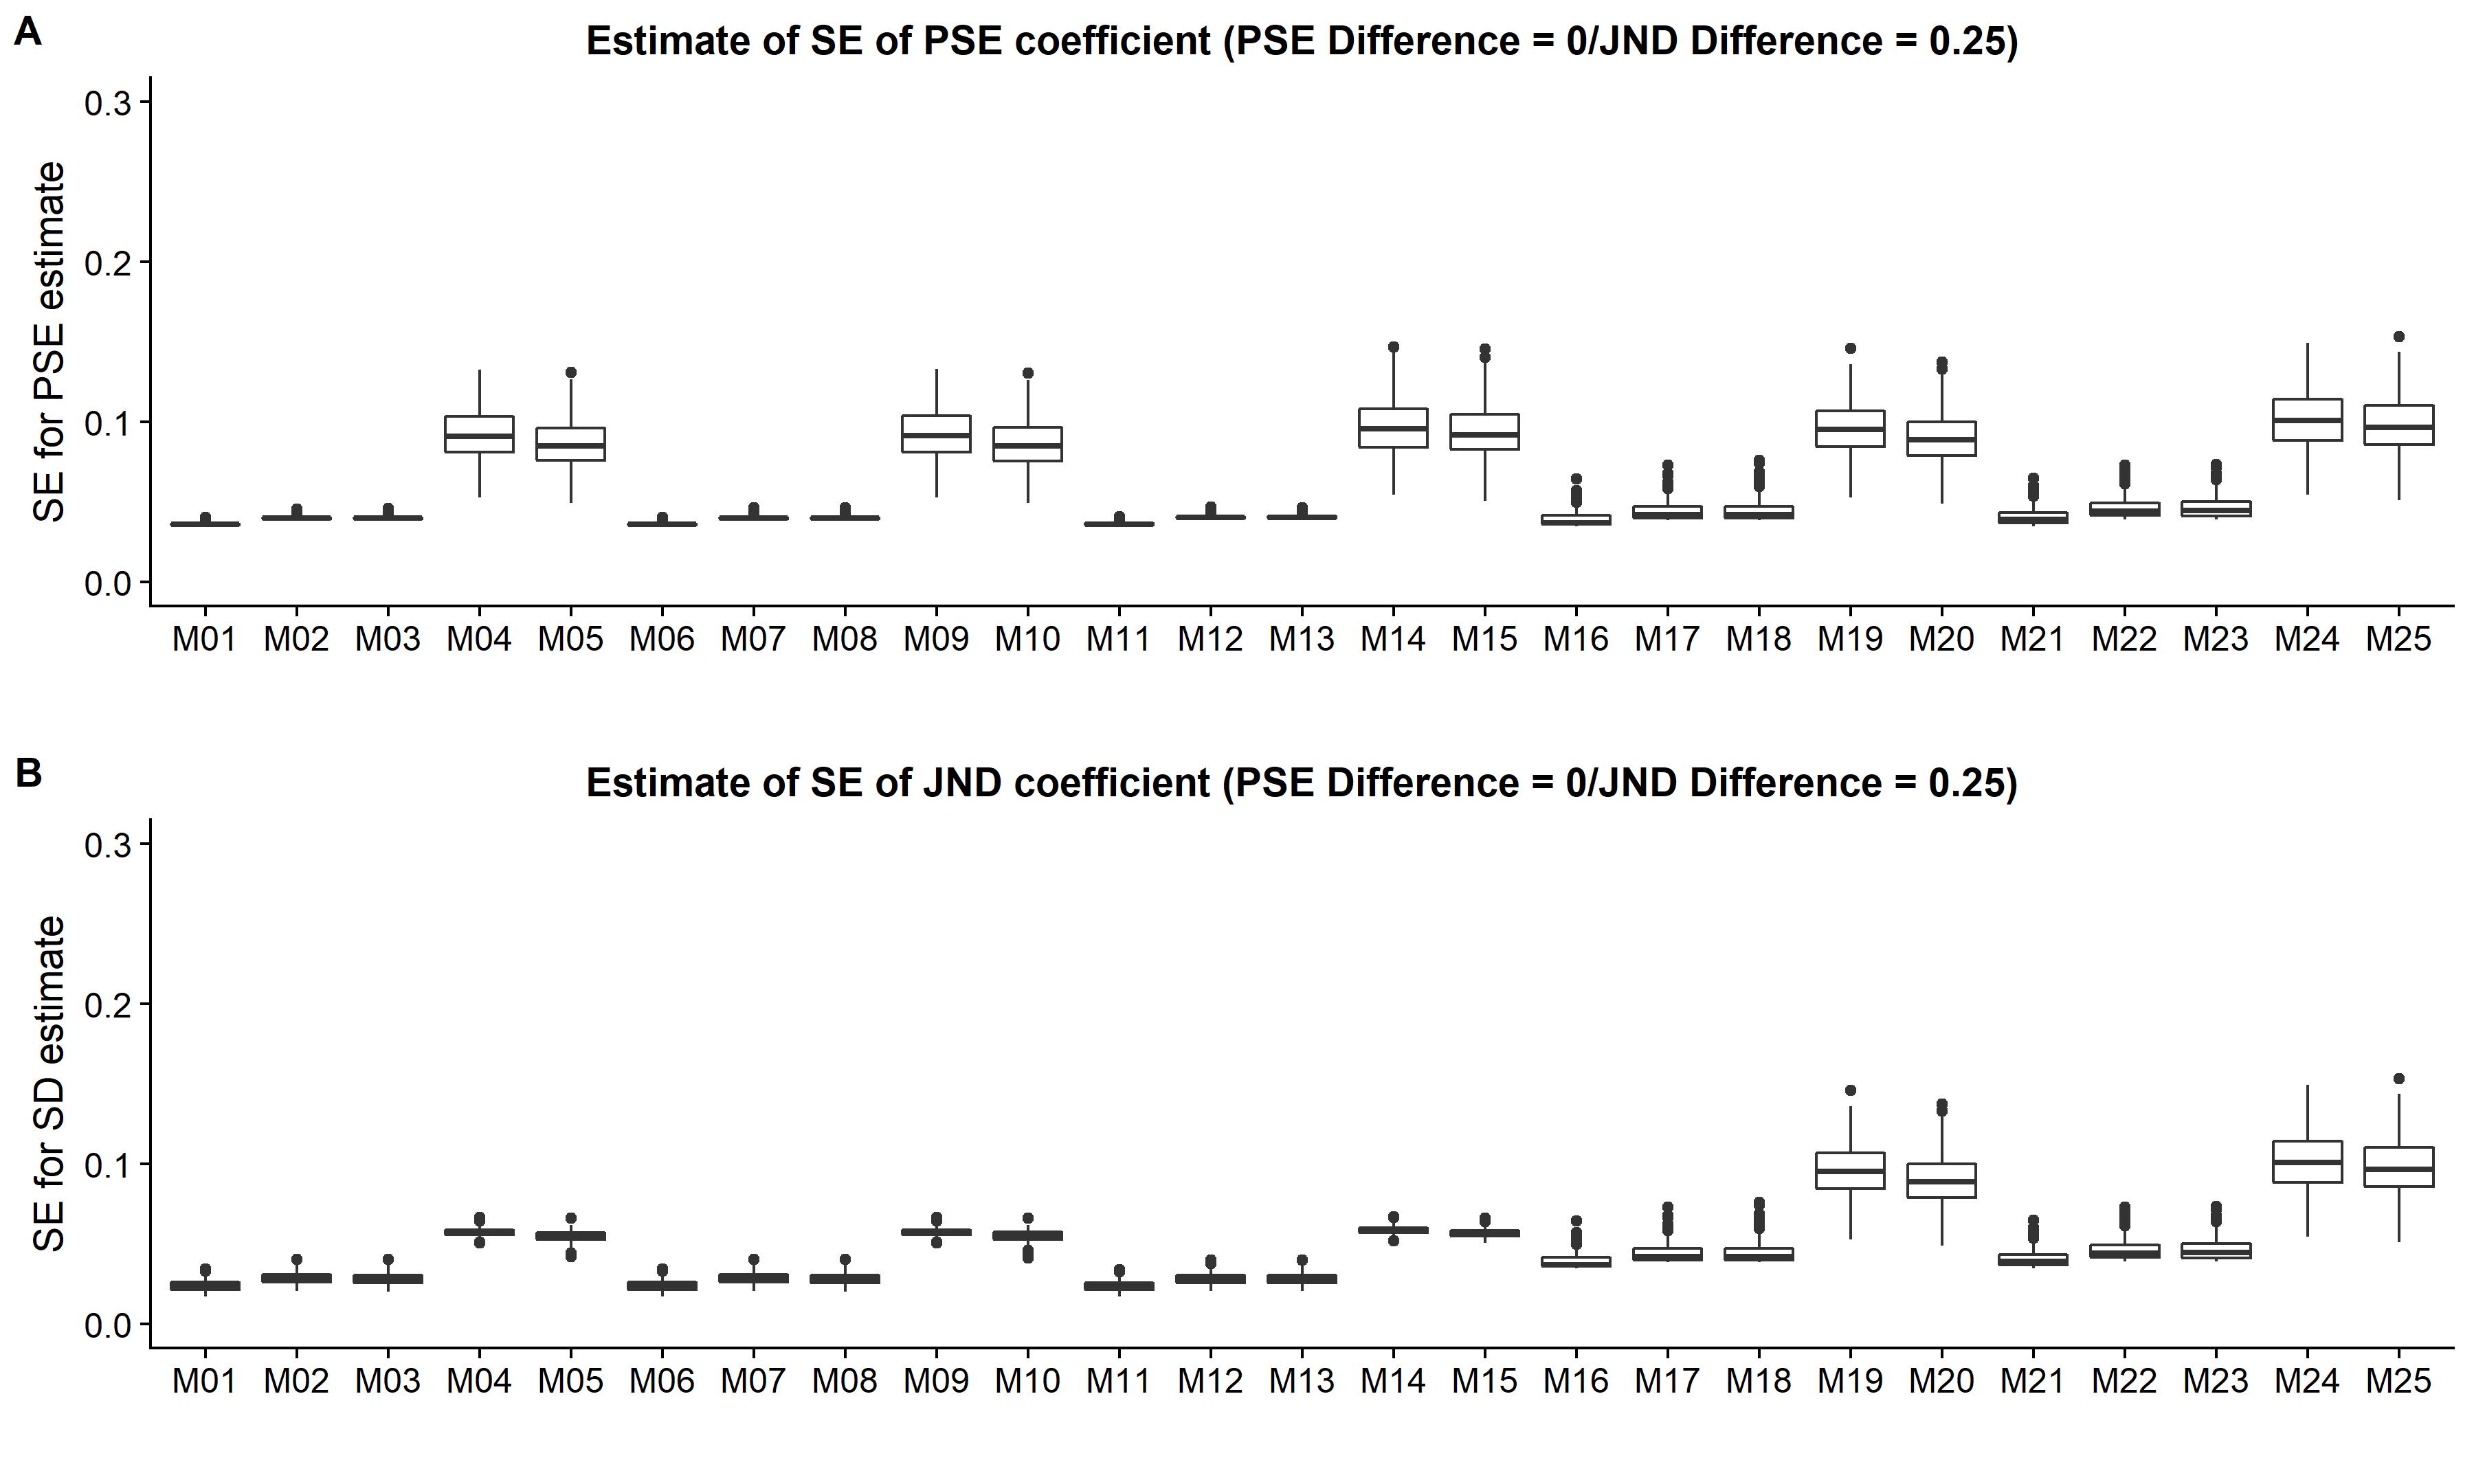 A
Estimate of SE of PSE coefficient (PSE Difference = 0/JND Difference = 0.25)
SE for PSE estimate
0.3
0.2
0.1
0.0
M01 M02 M03 M04 M05 M06 M07 M08 M09 M10 M11 M12 M13 M14 M15 M16 M17 M18 M19 M20 M21 M22 M23 M24 M25
B
Estimate of SE of JND coefficient (PSE Difference = 0/JND Difference = 0.25)
SE for SD estimate
0.3
0.2
0.1
0.0
M01 M02 M03 M04 M05 M06 M07 M08 M09 M10 M11 M12 M13 M14 M15 M16 M17 M18 M19 M20 M21 M22 M23 M24 M25